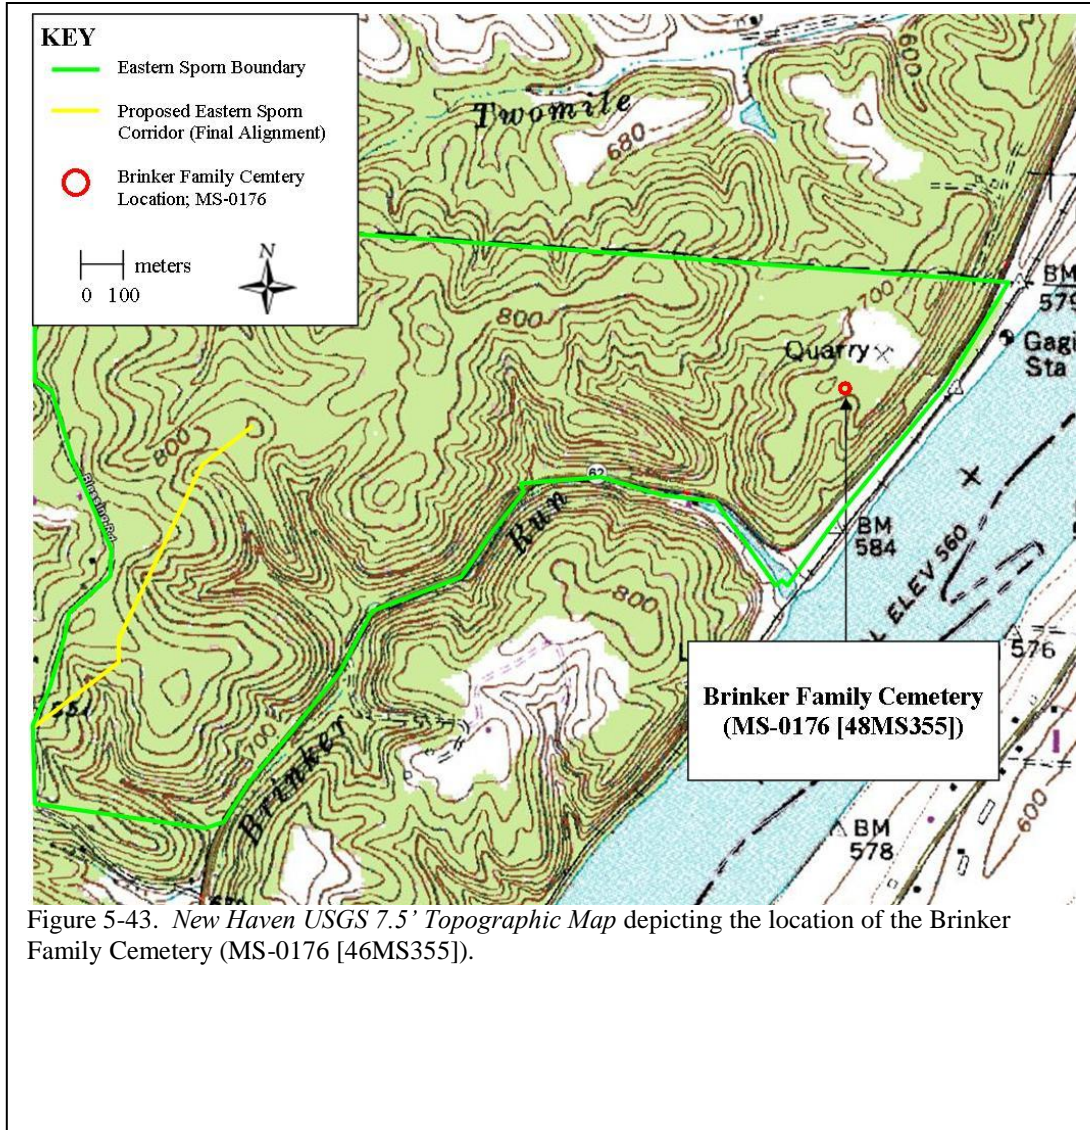 KEY
Eastern Sporn Boundary
Proposed Eastern Sporn
Corridor (Final Alignment)
Brinker Family Cemtery
Location; MS-0176
meters
0 100
N
Twomile
600
680
BM
579
700
800
Quarry
Gagi
Sta
800
62
Run
BM
584
800
L ELEV 560
576
Brinker Family Cemetery
(MS-0176 [48MS355])
700
Brinker
BM
578
600
Figure 5-43. New Haven USGS 7.5’ Topographic Map depicting the location of the Brinker
Family Cemetery (MS-0176 [46MS355]).